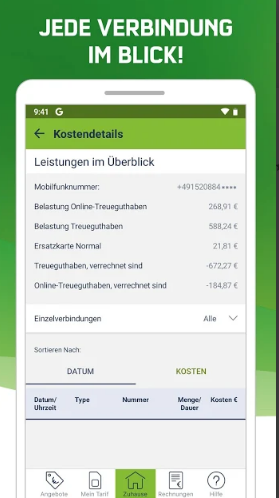 JEDE VERBINDUNG
IM BLICK!
9:41 G
Kostendetails
Leistungen im Überblick
Mobilfunknummer: +491520884••••
Belastung Online-Treueguthaben 268,91 €
Belastung Treueguthaben 588,24 €
Ersatzkarte Normal 21,81 €
Treueguthaben, verrechnet sind -672,27 €
Online-Treueguthaben, verrechnet sind -184,87 €
Einzelverbindungen Alle
Sortieren Nach:
DATUM KOSTEN
Datum/ Uhrzeit Type Nummer Menge/ Dauer Kosten €
Angebote Mein Tarif Zuhause Rechnungen Hilfe